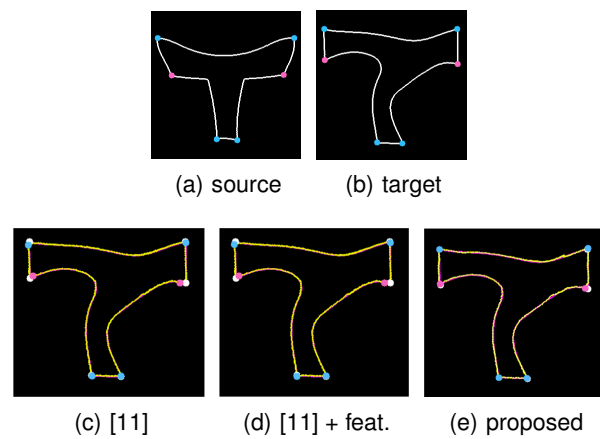 (a) source
(b) target
(c) [11]
(d) [11] + feat.
(e) proposed